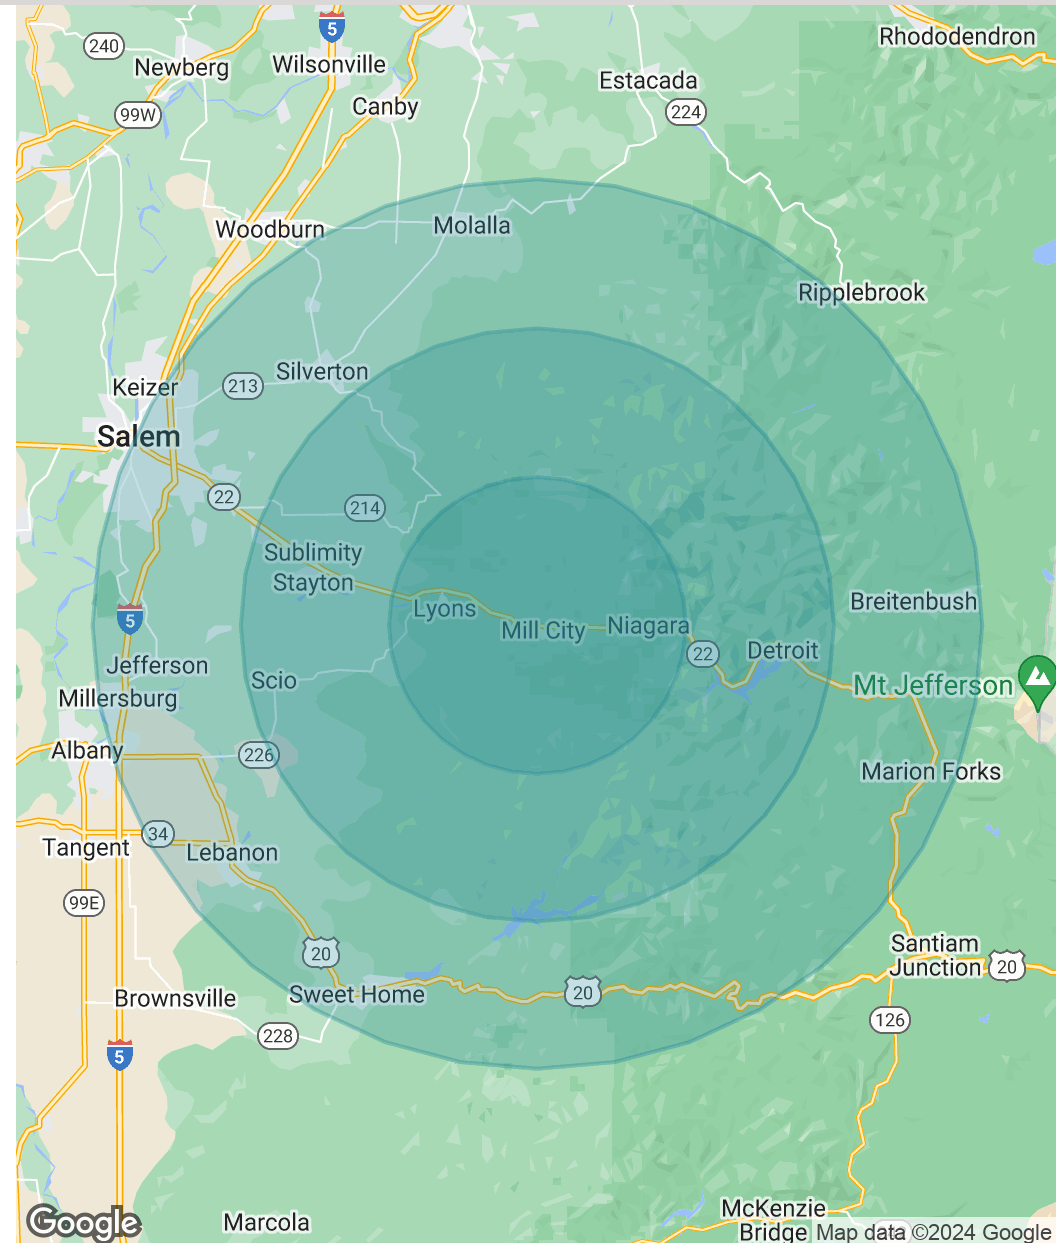 Rhododendron
5
240
Newberg
Wilsonville
Estacada
Canby
224
99W
Woodburn
Molalla
Ripplebrook
Silverton
Keizer
213
Salem
22
214
Sublimity
Stayton
Breitenbush
Lyons
5
Mill City
Niagara
22
Detroit
Jefferson
Scio
Mt Jefferson
Millersburg
Albany
226
Marion Forks
34
Tangent
Lebanon
99E
Santiam
Junction
20
20
Sweet Home
20
Brownsville
126
228
5
McKenzie
Bridge
Marcola
Google
Map data ©2024 Google